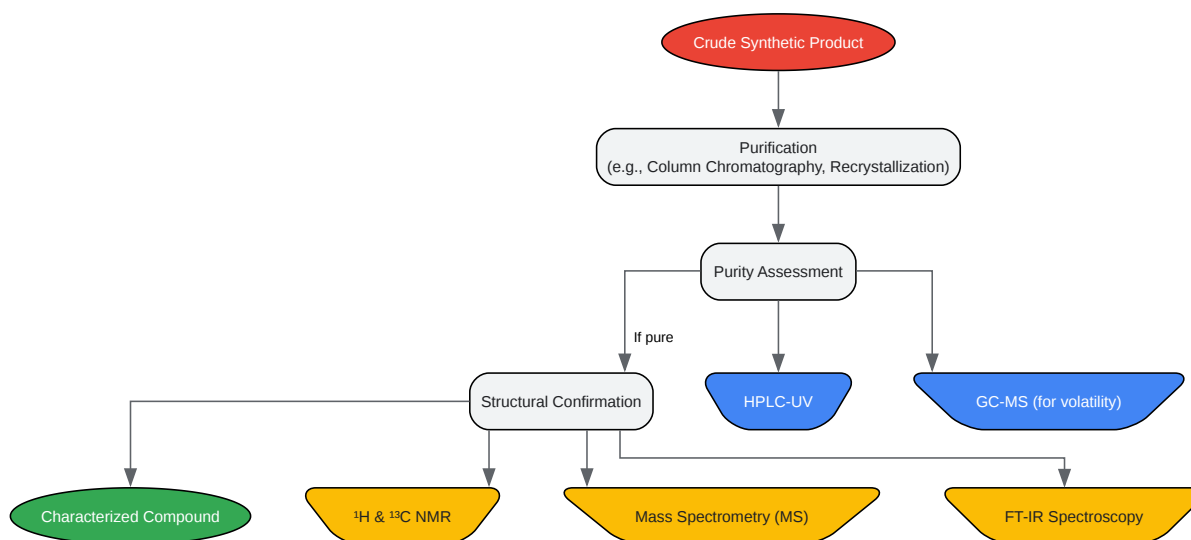 Crude Synthetic Product
Purification
(e.g., Column Chromatography, Recrystallization)
Purity Assessment
If pure
Structural Confirmation
HPLC-UV
GC-MS (for volatility)
Characterized Compound
¹H & ¹³C NMR
Mass Spectrometry (MS)
FT-IR Spectroscopy